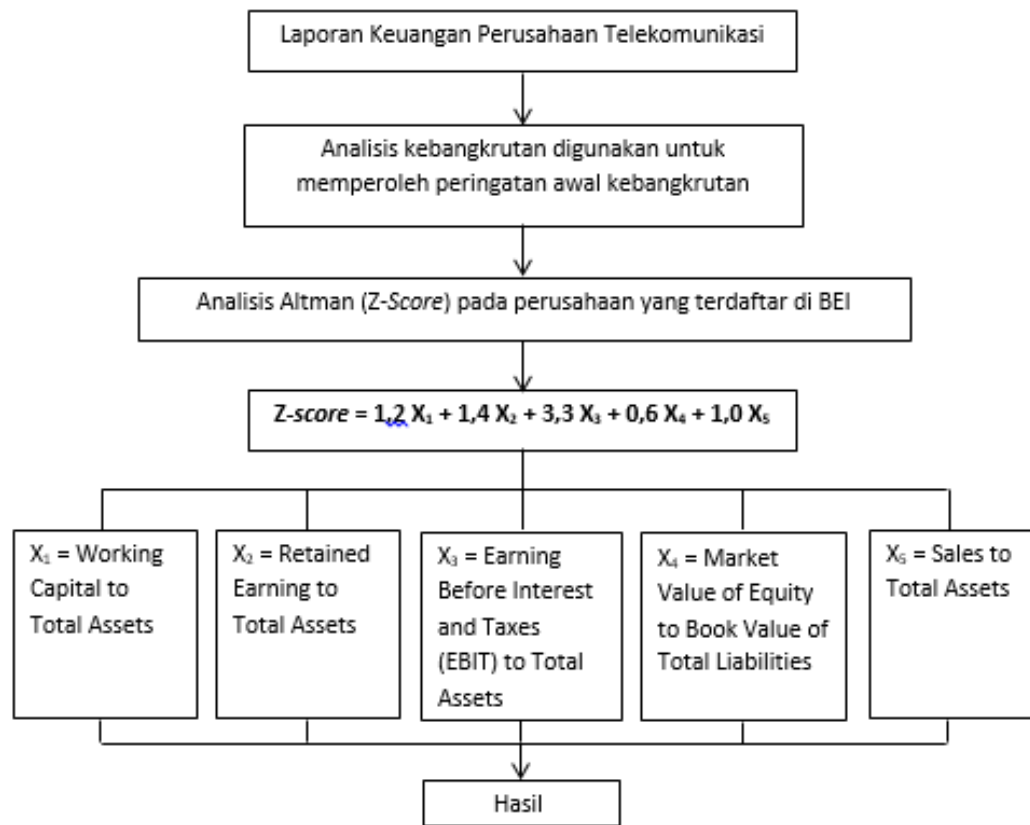 Laporan Keuangan Perusahaan Telekomunikasi
Analisis kebangkrutan digunakan untuk
memperoleh peringatan awal kebangkrutan
Analisis Altman (Z-Score) pada perusahaan yang terdaftar di BEI
Z-score = 1,2 X₁ + 1,4 X₂ + 3,3 X₃ + 0,6 X₄ + 1,0 X₅
X₁ = Working
Capital to
Total Assets
X₂ = Retained
Earning to
Total Assets
X₃ = Earning
Before Interest
and Taxes
(EBIT) to Total
Assets
X₄ = Market
Value of Equity
to Book Value of
Total Liabilities
X₅ = Sales to
Total Assets
Hasil